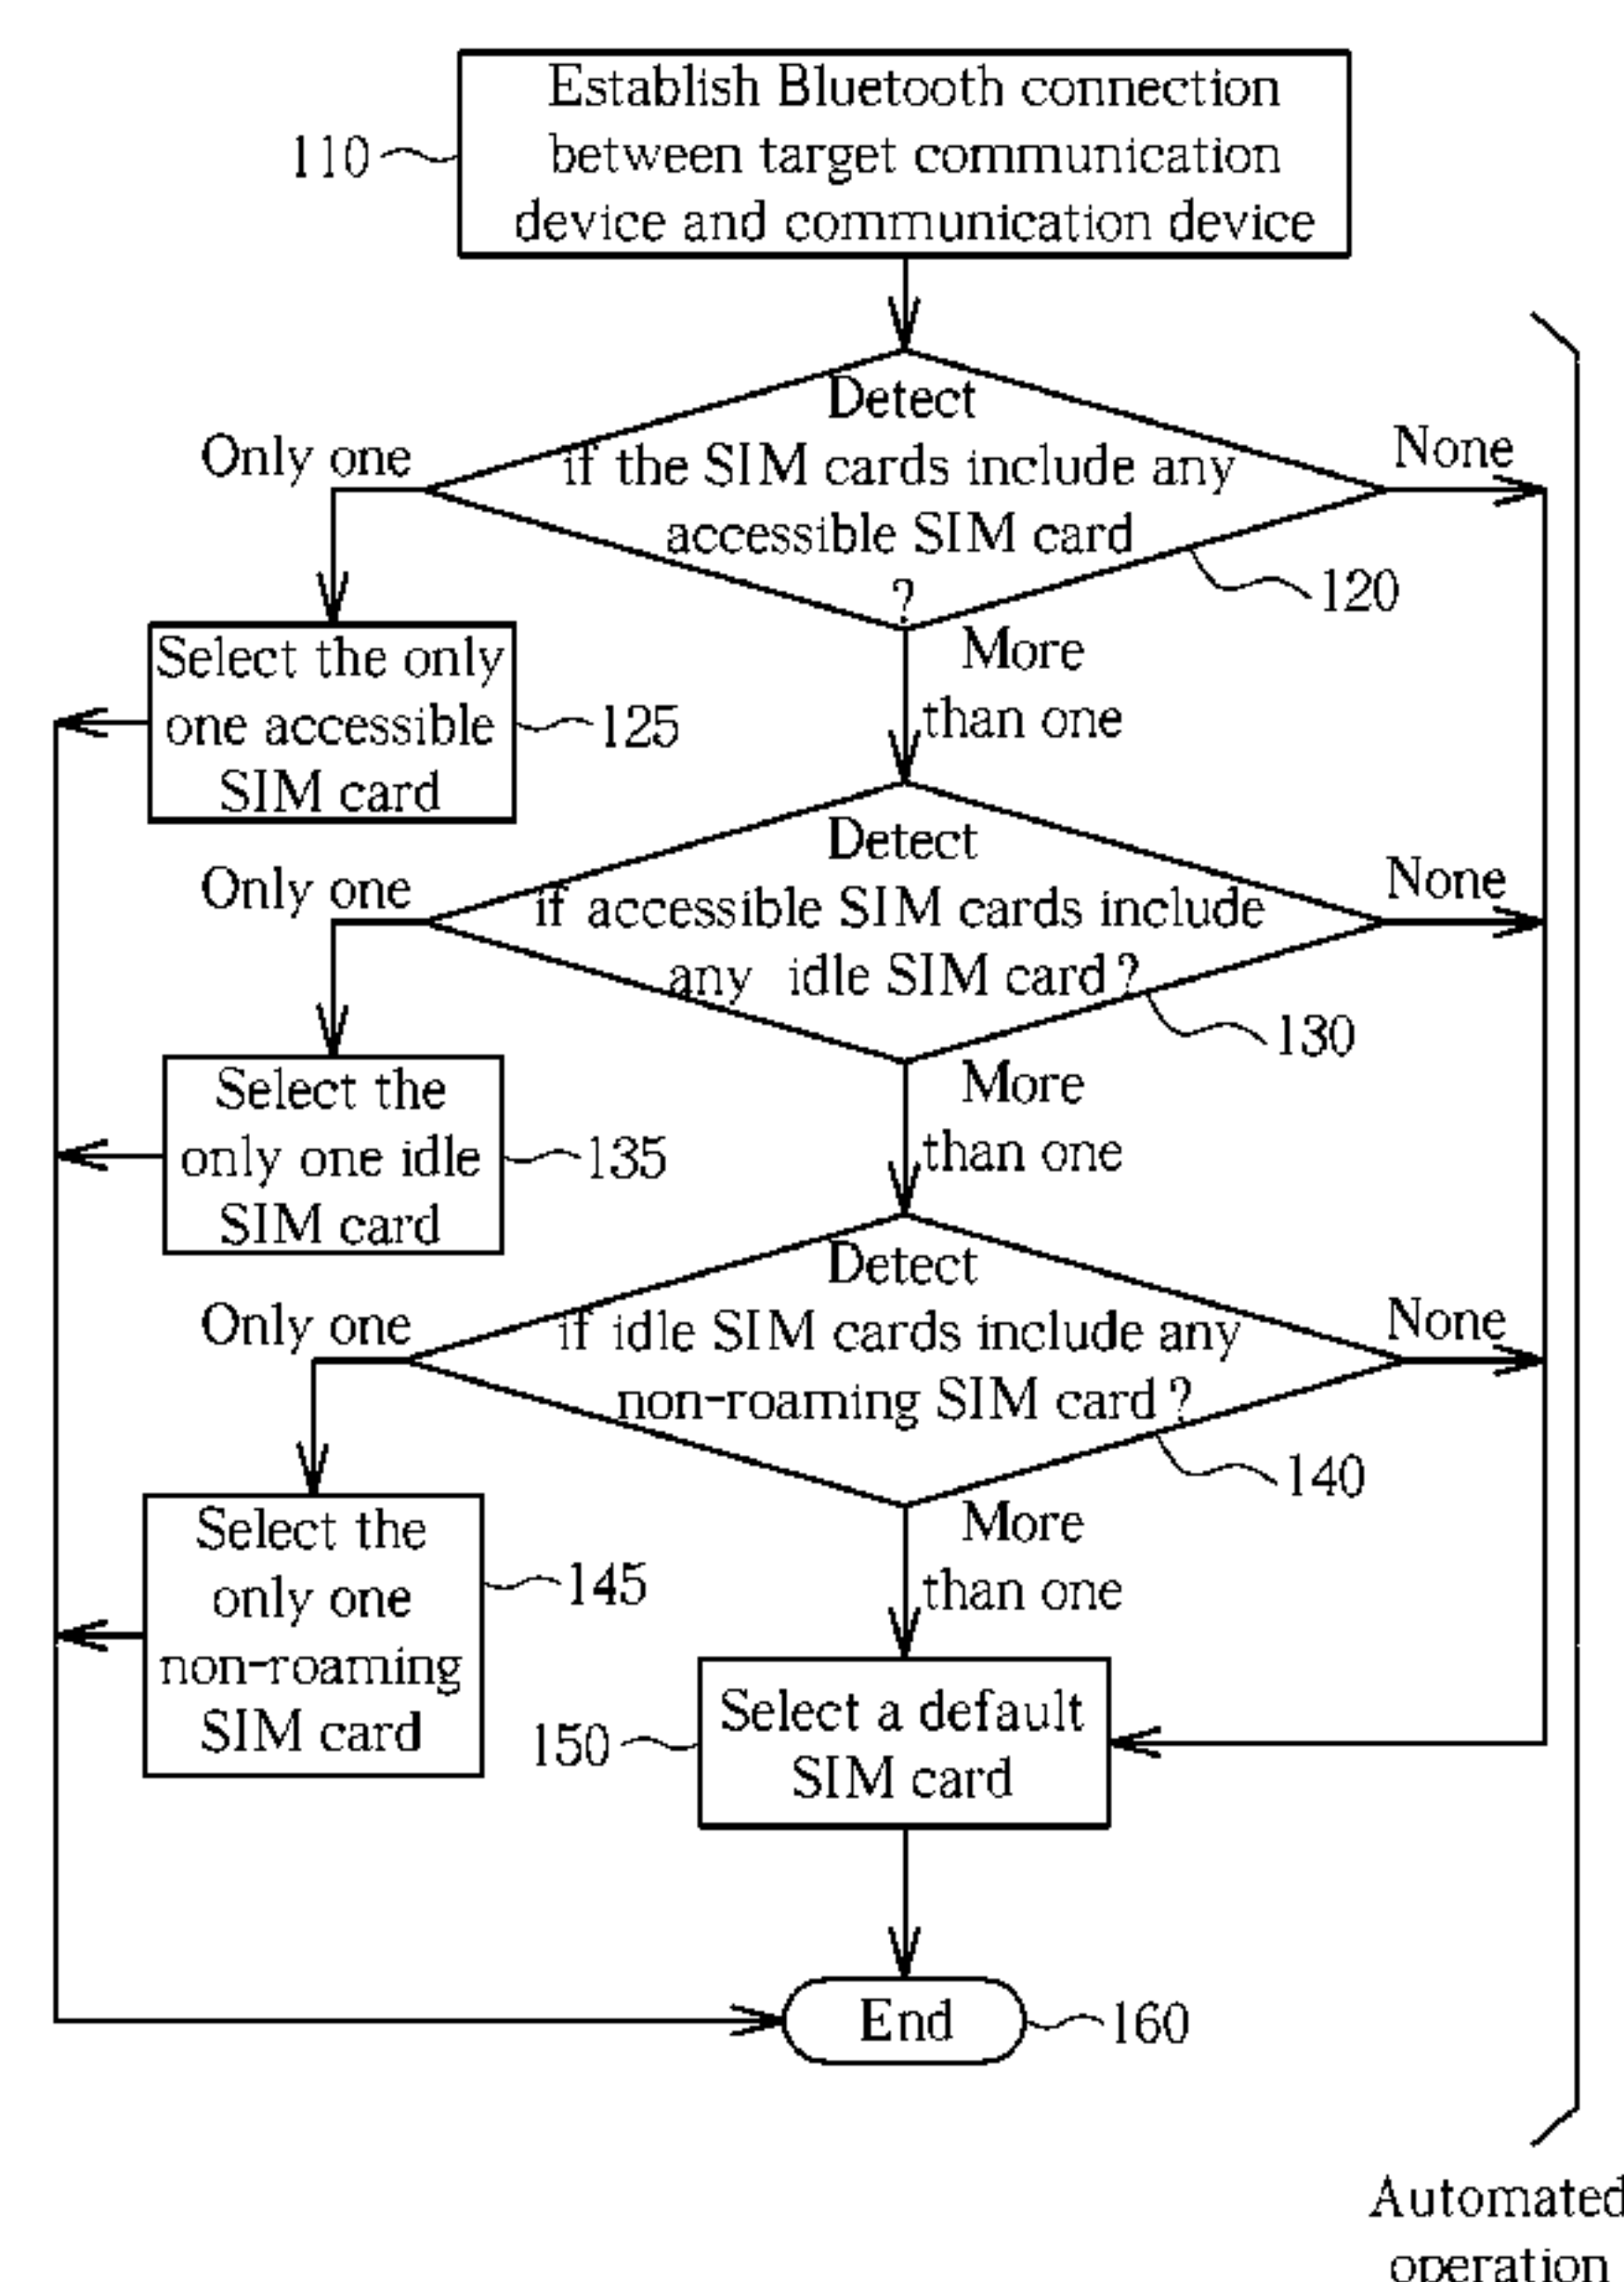 Establish Bluetooth connection
between target communication
device and communication device
110
Detect
if the SIM cards include any
accessible SIM card
?
Only one
None
120
More
than one
Select the only
one accessible
SIM card
125
Detect
if accessible SIM cards include
any idle SIM card?
Only one
None
130
More
than one
Select the
only one idle
SIM card
135
Detect
if idle SIM cards include any
non-roaming SIM card?
Only one
None
140
More
than one
Select the
only one
non-roaming
SIM card
145
Select a default
SIM card
150
End
160
Automated
operation